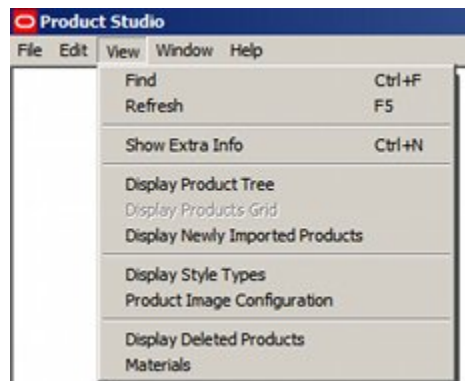 Product Studio
File Edit View Window Help
Find Ctrl+F
Refresh F5
Show Extra Info Ctrl+N
Display Product Tree
Display Products Grid
Display Newly Imported Products
Display Style Types
Product Image Configuration
Display Deleted Products
Materials